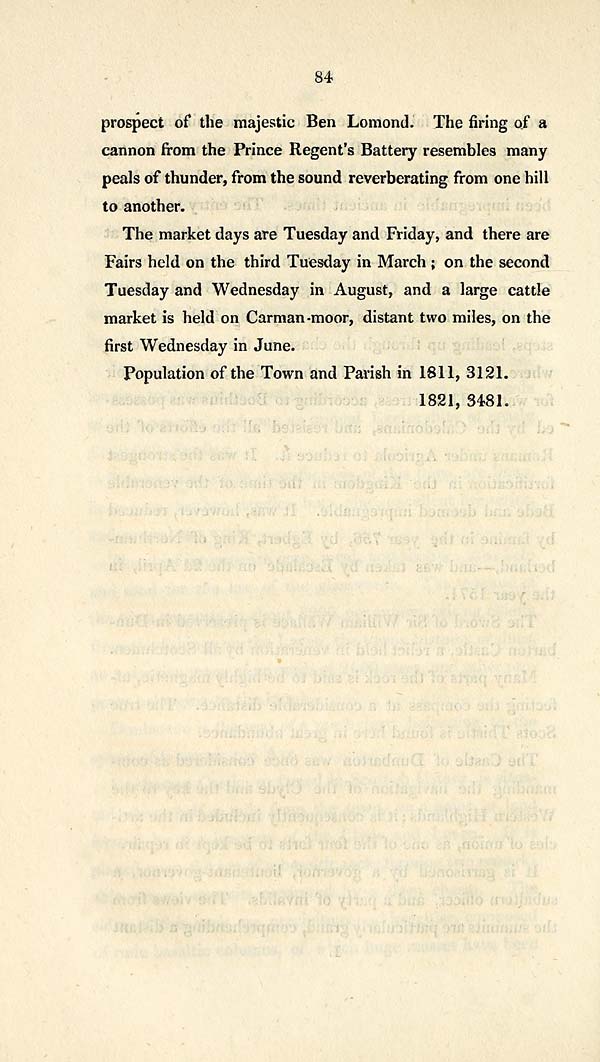 84
prospect of the majestic Ben Lomond. The firing of a
cannon from the Prince Regent's Battery resembles many
peals of thunder, from the sound reverberating from one hill
to another.
The market days are Tuesday and Friday, and there are
Fairs held on the third Tuesday in March; on the second
Tuesday and Wednesday in August, and a large cattle
market is held on Carman-moor, distant two miles, on the
first Wednesday in June.
Population of the Town and Parish in 1811, 3121.
1821, 3481.